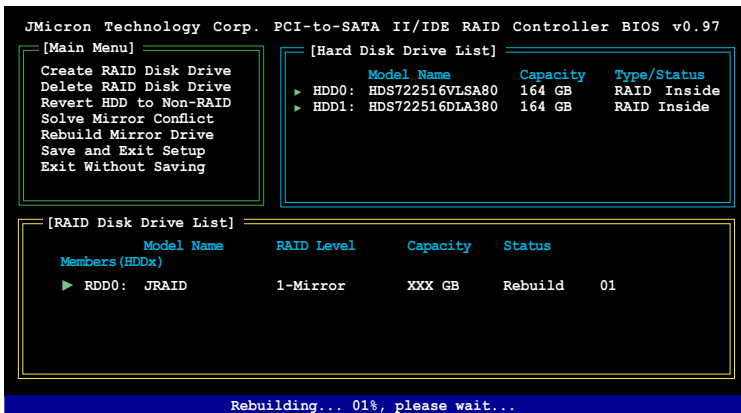 JMicron Technology Corp. PCI-to-SATA II/IDE RAID Controller BIOS v0.97
[Main Menu]
Create RAID Disk Drive
Delete RAID Disk Drive
Revert HDD to Non-RAID
Solve Mirror Conflict
Rebuild Mirror Drive
Save and Exit Setup
Exit Without Saving
[Hard Disk Drive List]
Model Name Capacity Type/Status
▶ HDD0: HDS722516VLSA80 164 GB RAID Inside
▶ HDD1: HDS722516DLA380 164 GB RAID Inside
[RAID Disk Drive List]
Model Name RAID Level Capacity Status
Members(HDDx)
▶ RDD0: JRAID 1-Mirror XXX GB Rebuild 01
Rebuilding... 01%, please wait...